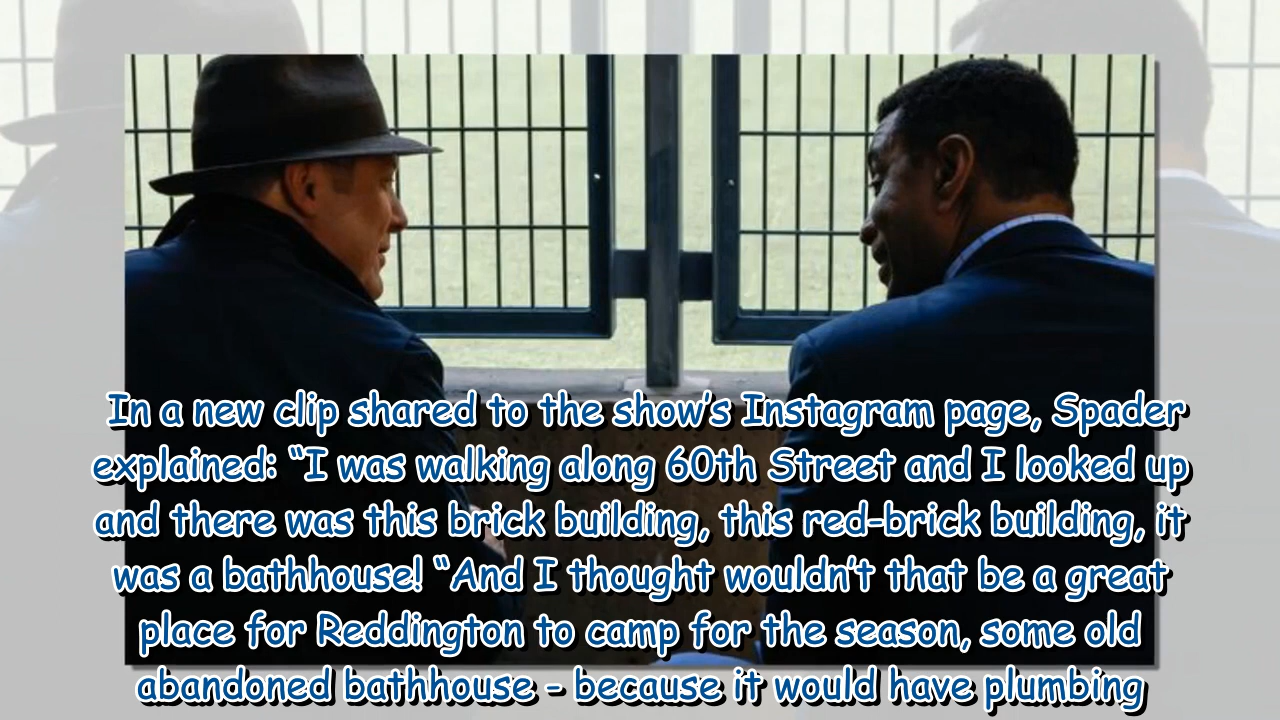 In a new clip shared to the show’s Instagram page, Spader
explained: “I was walking along 60th Street and I looked up
and there was this brick building, this red-brick building, it
was a bathhouse! “And I thought wouldn’t that be a great
place for Reddington to camp for the season, some old
abandoned bathhouse – because it would have plumbing